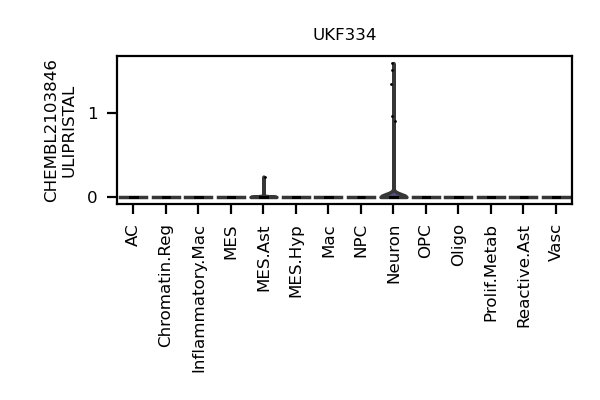 UKF334
CHEMBL2103846
ULIPRISTAL
1
0
AC
Chromatin.Reg
Inflammatory.Mac
MES
MES.Ast
MES.Hyp
Mac
NPC
Neuron
OPC
Oligo
Prolif.Metab
Reactive.Ast
Vasc